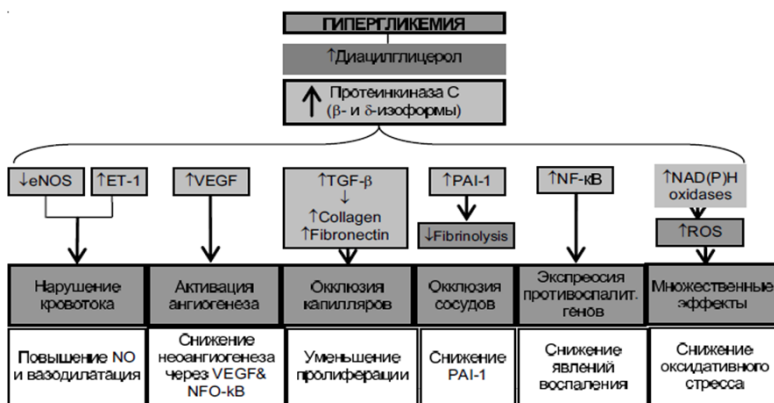 ГИПЕРГЛИКЕМИЯ
↑Диацилглицерол
↑ Протеинкиназа С
(β- и δ-изоформы)
↓eNOS ↑ET-1 ↑VEGF ↑TGF-β ↑PAI-1 ↑NF-kB ↑NAD(P)H
oxidases
↓
↑Collagen
↑Fibronectin
↓Fibrinolysis
↑ROS
Нарушение
кровотока
Активация
ангиогенеза
Окклюзия
капилляров
Окклюзия
сосудов
Экспрессия
противоспалит.
генов
Множественные
эффекты
Повышение NO
и вазодилатация
Снижение
неоангиогенеза
через VEGF&
NFO-kB
Уменьшение
пролиферации
Снижение
PAI-1
Снижение
явлений
воспаления
Снижение
оксидативного
стресса